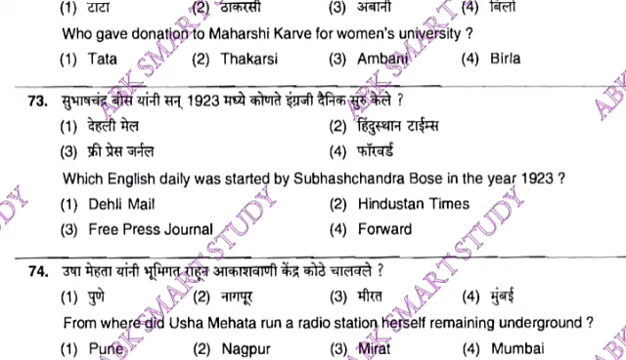 (1) टाटा (2) ठाकरसी (3) अंबानी (4) बिर्ला
Who gave donation to Maharshi Karve for women's university ?
(1) Tata (2) Thakarsi (3) Ambani (4) Birla
73. सुभाषचंद्र बोस यांनी सन् 1923 मध्ये कोणते इंग्रजी दैनिक सुरु केले ?
(1) देहली मेल (2) हिंदुस्थान टाईम्स
(3) फ्री प्रेस जर्नल (4) फॉरवर्ड
Which English daily was started by Subhashchandra Bose in the year 1923 ?
(1) Dehli Mail (2) Hindustan Times
(3) Free Press Journal (4) Forward
74. उषा मेहता यांनी भूमिगत राहून आकाशवाणी केंद्र कोठे चालवले ?
(1) पुणे (2) नागपूर (3) मीरत (4) मुंबई
From where did Usha Mehata run a radio station herself remaining underground ?
(1) Pune (2) Nagpur (3) Mirat (4) Mumbai
ABK SMART STUDY